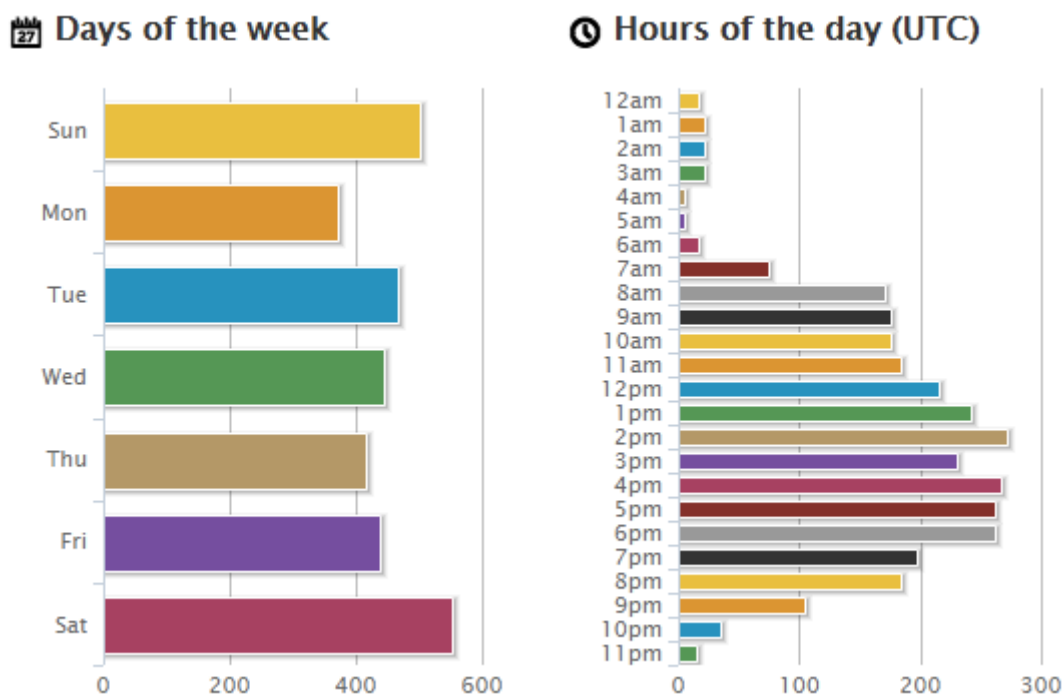 27 Days of the week
Sun
Mon
Tue
Wed
Thu
Fri
Sat
0 200 400 600
Hours of the day (UTC)
12am
1am
2am
3am
4am
5am
6am
7am
8am
9am
10am
11am
12pm
1pm
2pm
3pm
4pm
5pm
6pm
7pm
8pm
9pm
10pm
11pm
0 100 200 300